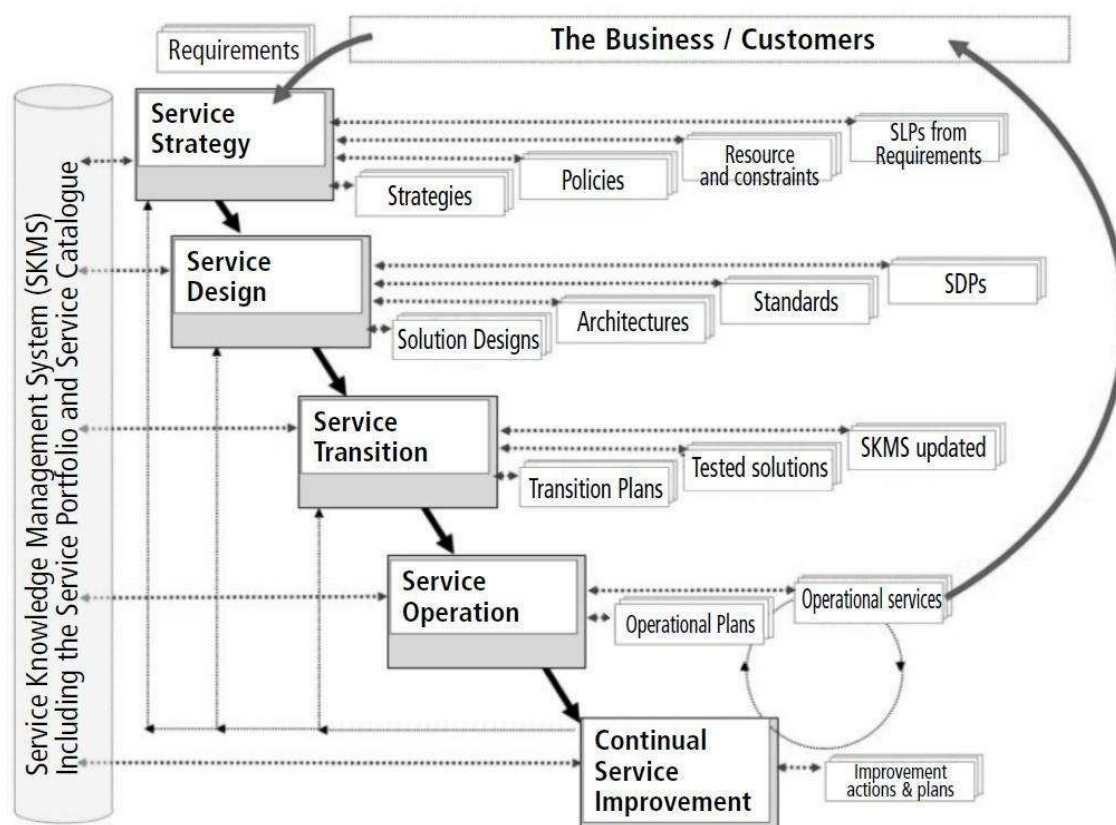 Requirements
The Business / Customers
Service Knowledge Management System (SKMS)
Including the Service Portfolio and Service Catalogue
Service
Strategy
SLPs from
Requirements
Resource
and constraints
Policies
Strategies
Service
Design
SDPs
Standards
Architectures
Solution Designs
Service
Transition
SKMS updated
Tested solutions
Transition Plans
Service
Operation
Operational services
Operational Plans
Continual
Service
Improvement
Improvement
actions & plans